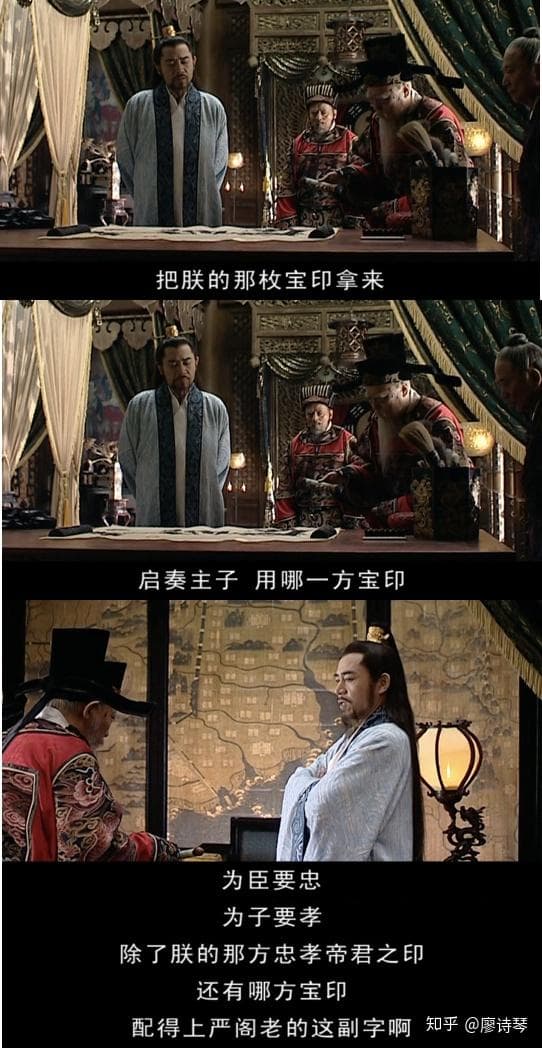 把朕的那枚宝印拿来
启奏主子 用哪一方宝印
为臣要忠
为子要孝
除了朕的那方忠孝帝君之印
还有哪方宝印
配得上严阁老的这副字啊
知乎 @廖诗琴